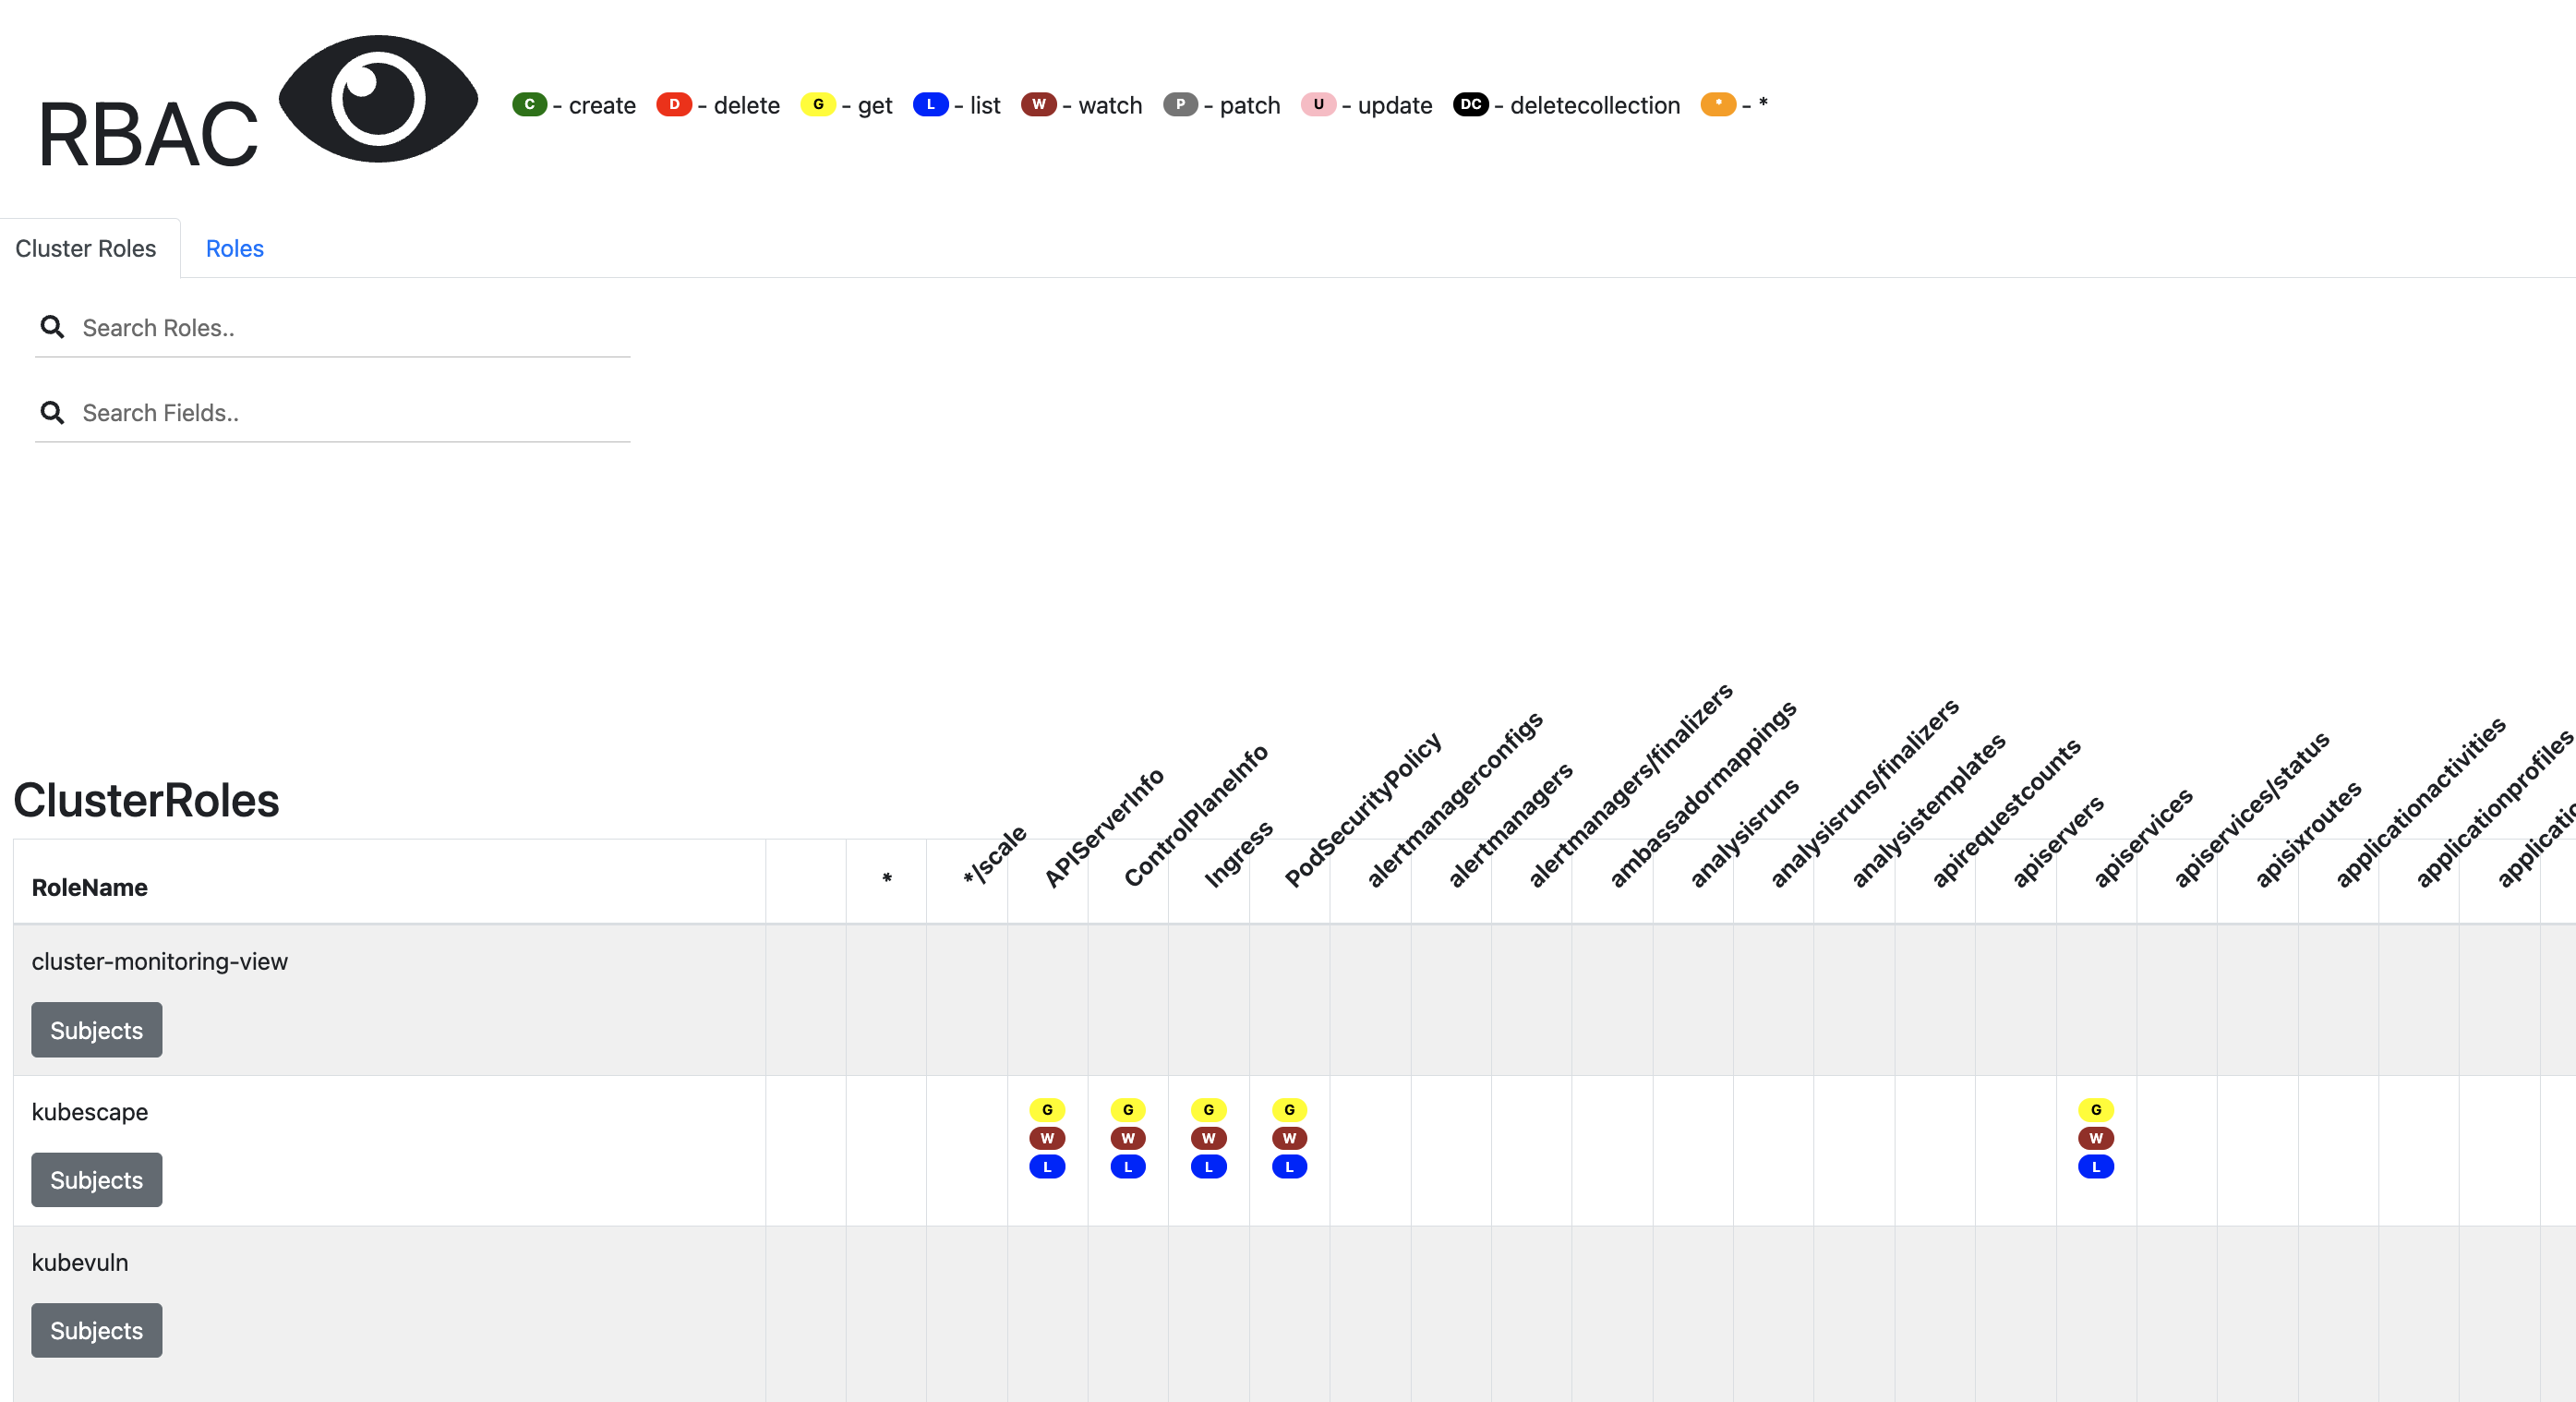 RBAC
C - create D - delete G - get L - list W - watch P - patch U - update DC - deletecollection * - *
Cluster Roles Roles
Search Roles..
Search Fields..
ClusterRoles
RoleName * */scale APIServerInfo ControlPlaneInfo Ingress PodSecurityPolicy alertmanagerconfigs alertmanagers alertmanagers/finalizers ambassadormappings analysisruns analysisruns/finalizers analysistemplates apirequestcounts apiservers apiservices apiservices/status apisixroutes applicationactivities applicationprofiles
cluster-monitoring-view
Subjects
kubescape
G G G G G
W W W W W
L L L L L
Subjects
kubevuln
Subjects